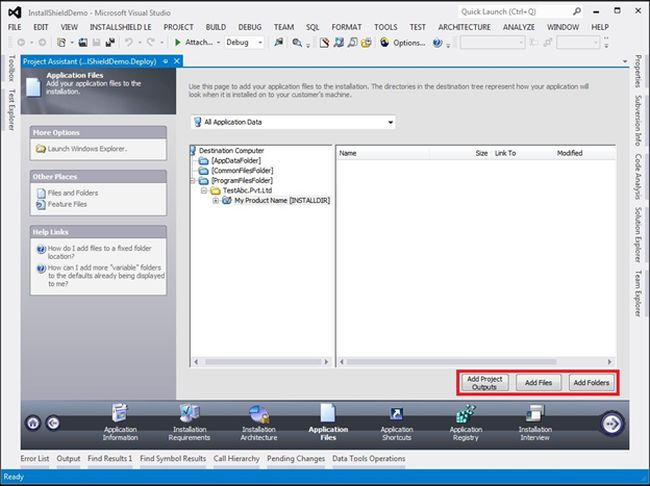 InstallShieldDemo - Microsoft Visual Studio
Quick Launch (Ctrl+Q)
FILE EDIT VIEW INSTALLSHIELD LE PROJECT BUILD DEBUG TEAM SQL TOOLS TEST ARCHITECTURE ANALYZE WINDOW HELP
Attach... Debug Options...
Toolbox
Test Explorer
Project Assistant (...lShieldDemo.Deploy)
Application Files
Add your application files to the installation.
More Options
Launch Windows Explorer.
Other Places
Files and Folders
Feature Files
Help Links
How do I add files to a fixed folder location?
How can I add more "variable" folders to the defaults already being displayed to me?
Use this page to add your application files to the installation. The directories in the destination tree represent how your application will
look when it is installed on to your customer's machine.
All Application Data
Destination Computer
[AppDataFolder]
[CommonFilesFolder]
[ProgramFilesFolder]
TestAbc.Pvt.Ltd
My Product Name [INSTALLDIR]
Name Size Link To Modified
Add Project Outputs
Add Files
Add Folders
Application Information
Installation Requirements
Installation Architecture
Application Files
Application Shortcuts
Application Registry
Installation Interview
Properties
Subversion Info
Code Analysis
Solution Explorer
Team Explorer
Error List Output Find Results 1 Find Symbol Results Call Hierarchy Pending Changes Data Tools Operations
Ready